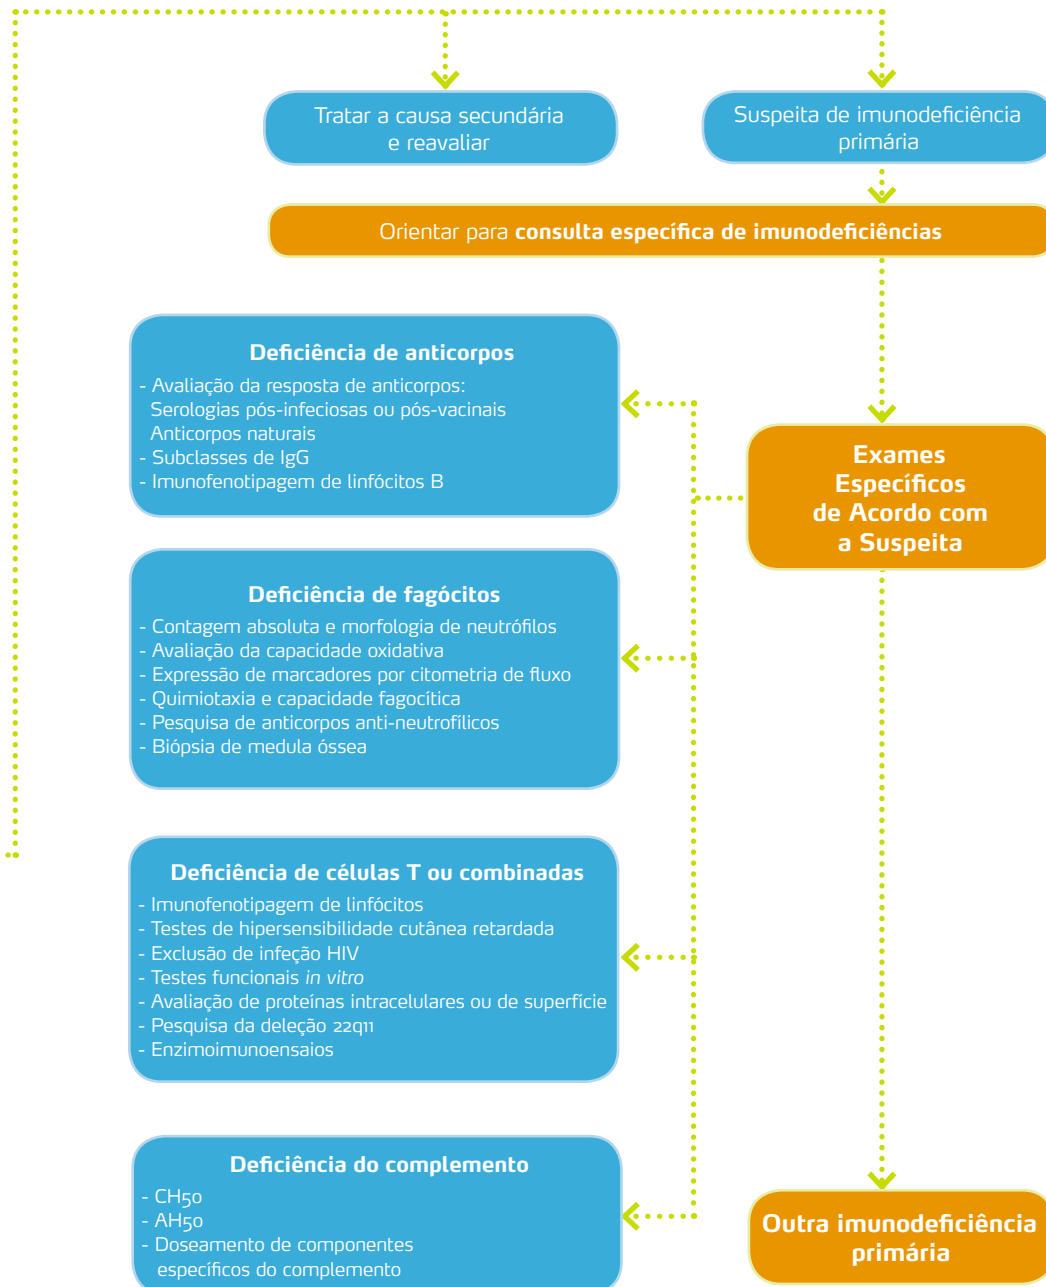 Tratar a causa secundária
e reavaliar
Suspeita de imunodeficiência
primária
Orientar para consulta específica de imunodeficiências
Deficiência de anticorpos
- Avaliação da resposta de anticorpos:
Serologias pós-infeciosas ou pós-vacinais
Anticorpos naturais
- Subclasses de IgG
- Imunofenotipagem de linfócitos B
Exames
Específicos
de Acordo com
a Suspeita
Deficiência de fagócitos
- Contagem absoluta e morfologia de neutrófilos
- Avaliação da capacidade oxidativa
- Expressão de marcadores por citometria de fluxo
- Quimiotaxia e capacidade fagocítica
- Pesquisa de anticorpos anti-neutrofílicos
- Biópsia de medula óssea
Deficiência de células T ou combinadas
- Imunofenotipagem de linfócitos
- Testes de hipersensibilidade cutânea retardada
- Exclusão de infeção HIV
- Testes funcionais in vitro
- Avaliação de proteínas intracelulares ou de superfície
- Pesquisa da deleção 22q11
- Enzimoimunoensaios
Deficiência do complemento
- CH50
- AH50
- Doseamento de componentes
específicos do complemento
Outra imunodeficiência
primária